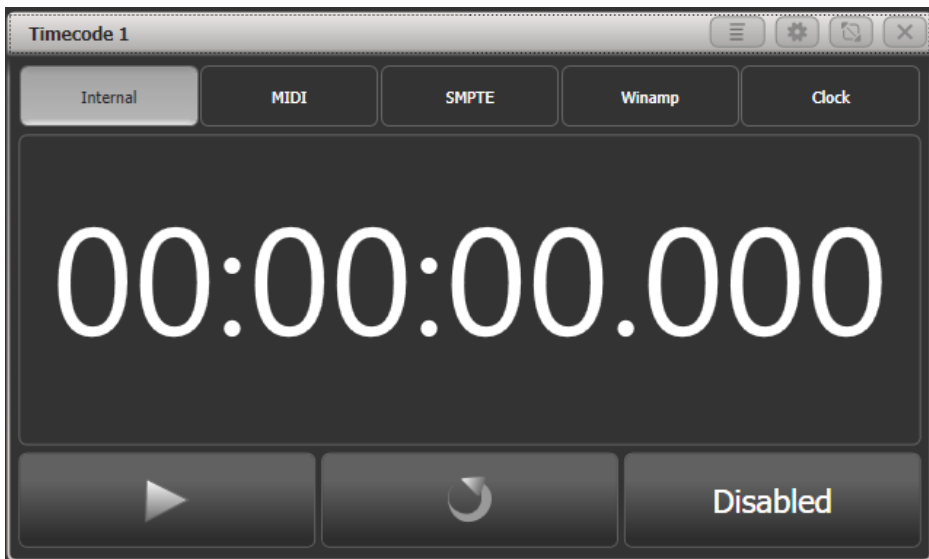 Timecode 1
Internal MIDI SMPTE Winamp Clock
00:00:00.000
Disabled